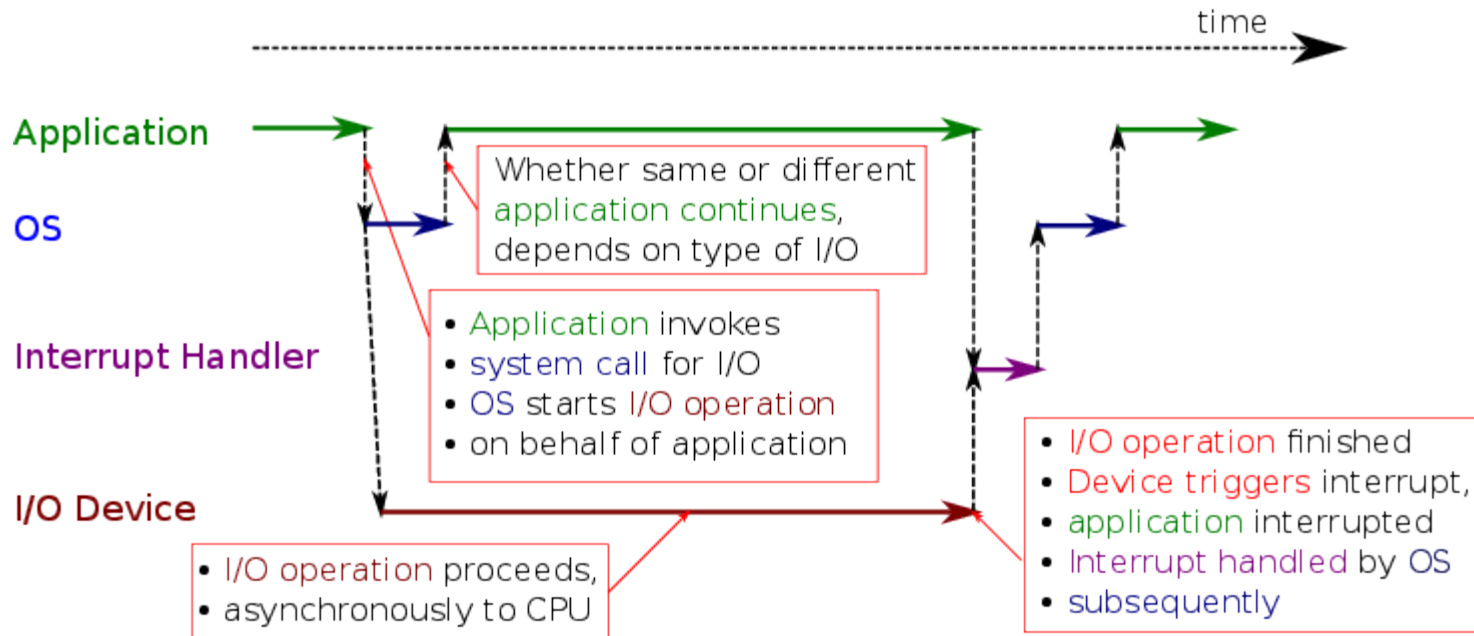 time
Application
Whether same or different
application continues,
depends on type of I/O
OS
• Application invokes
• system call for I/O
• OS starts I/O operation
• on behalf of application
Interrupt Handler
• I/O operation finished
• Device triggers interrupt,
• application interrupted
• Interrupt handled by OS
• subsequently
I/O Device
• I/O operation proceeds,
• asynchronously to CPU